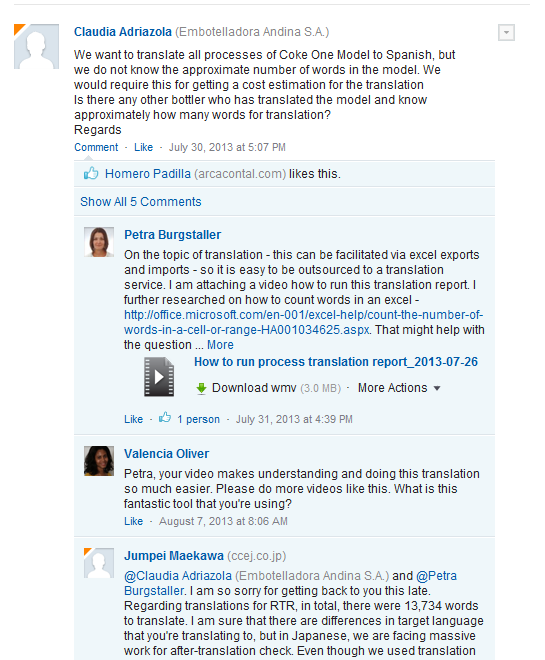 Claudia Adriazola (Embotelladora Andina S.A.)
We want to translate all processes of Coke One Model to Spanish, but
we do not know the approximate number of words in the model. We
would require this for getting a cost estimation for the translation
Is there any other bottler who has translated the model and know
approximately how many words for translation?
Regards
Comment · Like · July 30, 2013 at 5:07 PM
Homero Padilla (arcacontal.com) likes this.
Show All 5 Comments
Petra Burgstaller
On the topic of translation - this can be facilitated via excel exports
and imports - so it is easy to be outsourced to a translation
service. I am attaching a video how to run this translation report. I
further researched on how to count words in an excel -
http://office.microsoft.com/en-001/excel-help/count-the-number-of-
words-in-a-cell-or-range-HA001034625.aspx. That might help with
the question ... More
How to run process translation report_2013-07-26
Download wmv (3.0 MB) · More Actions
Like · 1 person · July 31, 2013 at 4:39 PM
Valencia Oliver
Petra, your video makes understanding and doing this translation
so much easier. Please do more videos like this. What is this
fantastic tool that you're using?
Like · August 7, 2013 at 8:06 AM
Jumpei Maekawa (ccej.co.jp)
@Claudia Adriazola (Embotelladora Andina S.A.) and @Petra
Burgstaller. I am so sorry for getting back to you this late.
Regarding translations for RTR, in total, there were 13,734 words
to translate. I am sure that there are differences in target language
that you're translating to, but in Japanese, we are facing massive
work for after-translation check. Even though we used translation